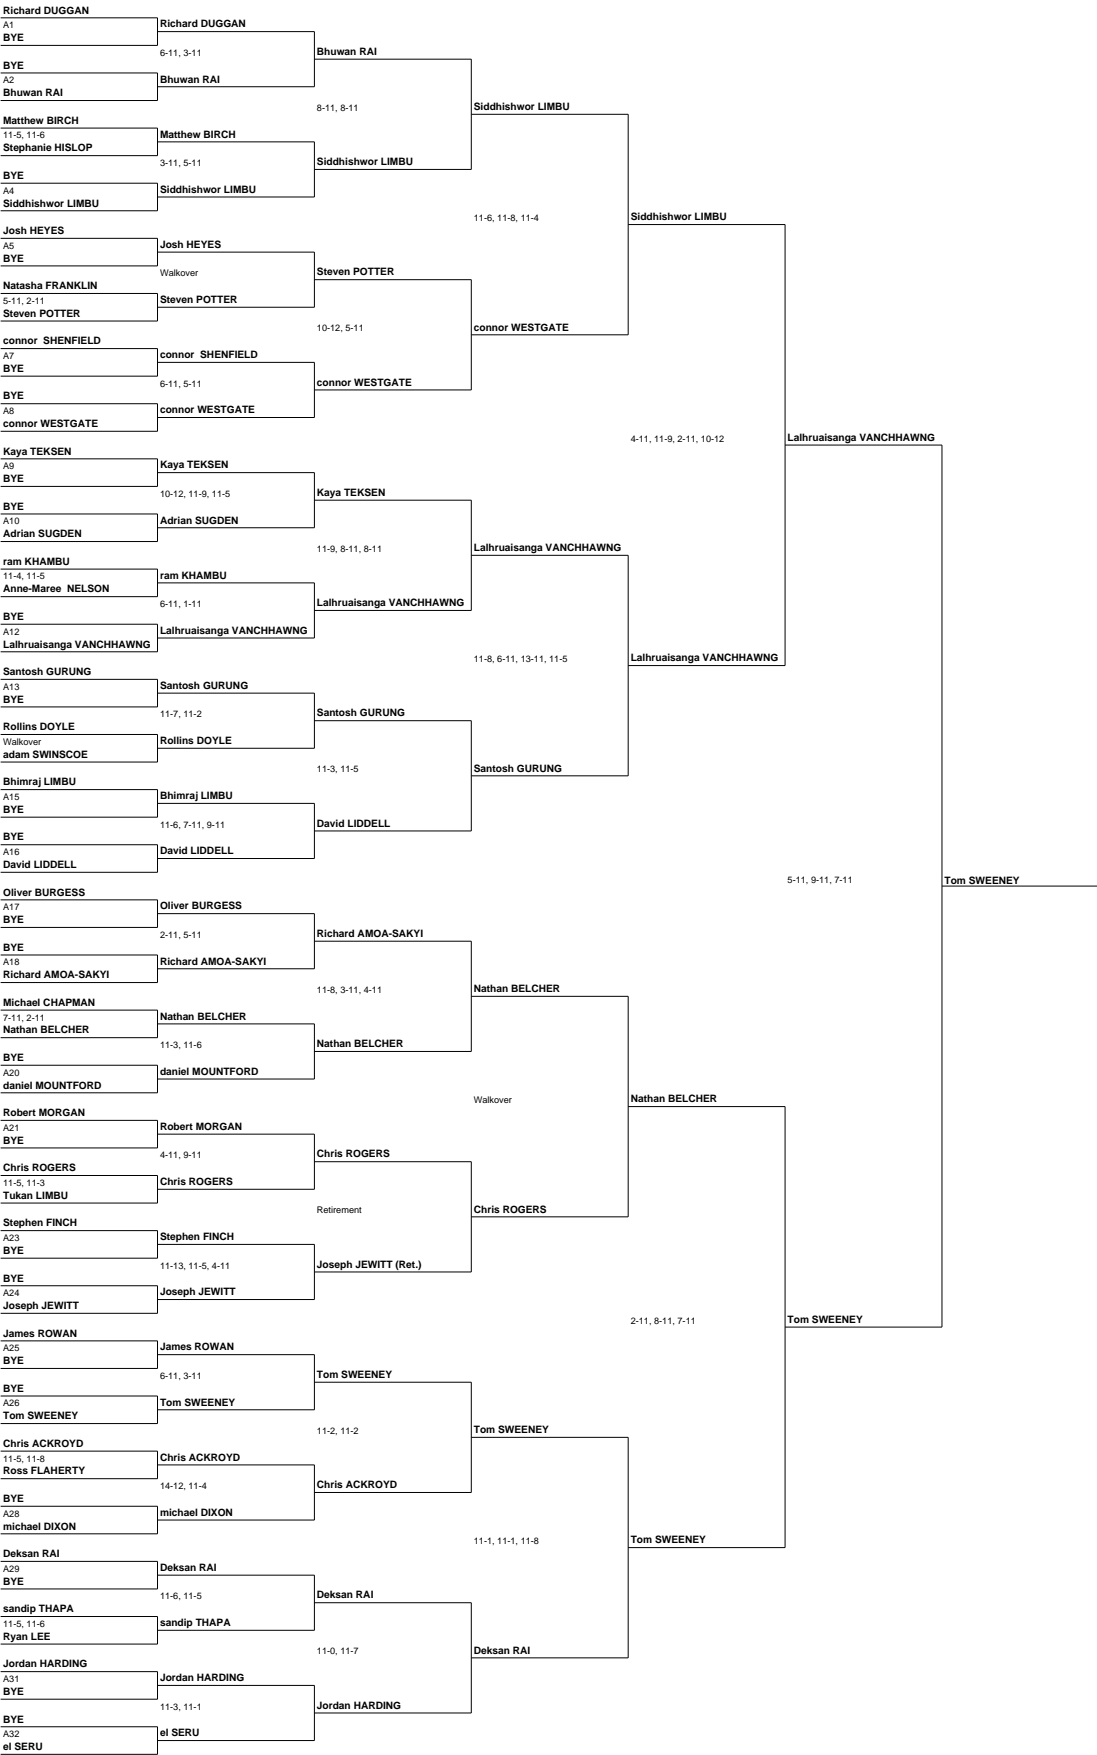 Richard DUGGAN
A1
BYE
Richard DUGGAN
6-11, 3-11
BYE
A2
Bhuwan RAI
Bhuwan RAI
Bhuwan RAI
8-11, 8-11
Matthew BIRCH
11-5, 11-6
Stephanie HISLOP
Matthew BIRCH
3-11, 5-11
BYE
A4
Siddhishwor LIMBU
Siddhishwor LIMBU
Siddhishwor LIMBU
Siddhishwor LIMBU
11-6, 11-8, 11-4
Josh HEYES
A5
BYE
Josh HEYES
Walkover
Natasha FRANKLIN
5-11, 2-11
Steven POTTER
Steven POTTER
Steven POTTER
10-12, 5-11
connor  SHENFIELD
A7
BYE
connor  SHENFIELD
6-11, 5-11
BYE
A8
connor WESTGATE
connor WESTGATE
connor WESTGATE
connor WESTGATE
Siddhishwor LIMBU
4-11, 11-9, 2-11, 10-12
Kaya TEKSEN
A9
BYE
Kaya TEKSEN
10-12, 11-9, 11-5
BYE
A10
Adrian SUGDEN
Adrian SUGDEN
Kaya TEKSEN
11-9, 8-11, 8-11
ram KHAMBU
11-4, 11-5
Anne-Maree  NELSON
ram KHAMBU
6-11, 1-11
BYE
A12
Lalhruaisanga VANCHHAWNG
Lalhruaisanga VANCHHAWNG
Lalhruaisanga VANCHHAWNG
Lalhruaisanga VANCHHAWNG
11-8, 6-11, 13-11, 11-5
Santosh GURUNG
A13
BYE
Santosh GURUNG
11-7, 11-2
Rollins DOYLE
Walkover
adam SWINSCOE
Rollins DOYLE
Santosh GURUNG
11-3, 11-5
Bhimraj LIMBU
A15
BYE
Bhimraj LIMBU
11-6, 7-11, 9-11
BYE
A16
David LIDDELL
David LIDDELL
David LIDDELL
Santosh GURUNG
Lalhruaisanga VANCHHAWNG
Lalhruaisanga VANCHHAWNG
5-11, 9-11, 7-11
Tom SWEENEY
Oliver BURGESS
A17
BYE
Oliver BURGESS
2-11, 5-11
BYE
A18
Richard AMOA-SAKYI
Richard AMOA-SAKYI
Richard AMOA-SAKYI
11-8, 3-11, 4-11
Michael CHAPMAN
7-11, 2-11
Nathan BELCHER
Nathan BELCHER
11-3, 11-6
BYE
A20
daniel MOUNTFORD
daniel MOUNTFORD
Nathan BELCHER
Nathan BELCHER
Walkover
Robert MORGAN
A21
BYE
Robert MORGAN
4-11, 9-11
Chris ROGERS
11-5, 11-3
Tukan LIMBU
Chris ROGERS
Chris ROGERS
Retirement
Stephen FINCH
A23
BYE
Stephen FINCH
11-13, 11-5, 4-11
BYE
A24
Joseph JEWITT
Joseph JEWITT
Joseph JEWITT (Ret.)
Chris ROGERS
Nathan BELCHER
2-11, 8-11, 7-11
Tom SWEENEY
James ROWAN
A25
BYE
James ROWAN
6-11, 3-11
BYE
A26
Tom SWEENEY
Tom SWEENEY
Tom SWEENEY
11-2, 11-2
Chris ACKROYD
11-5, 11-8
Ross FLAHERTY
Chris ACKROYD
14-12, 11-4
BYE
A28
michael DIXON
michael DIXON
Chris ACKROYD
Tom SWEENEY
11-1, 11-1, 11-8
Tom SWEENEY
Deksan RAI
A29
BYE
Deksan RAI
11-6, 11-5
sandip THAPA
11-5, 11-6
Ryan LEE
sandip THAPA
Deksan RAI
11-0, 11-7
Jordan HARDING
A31
BYE
Jordan HARDING
11-3, 11-1
BYE
A32
el SERU
el SERU
Jordan HARDING
Deksan RAI